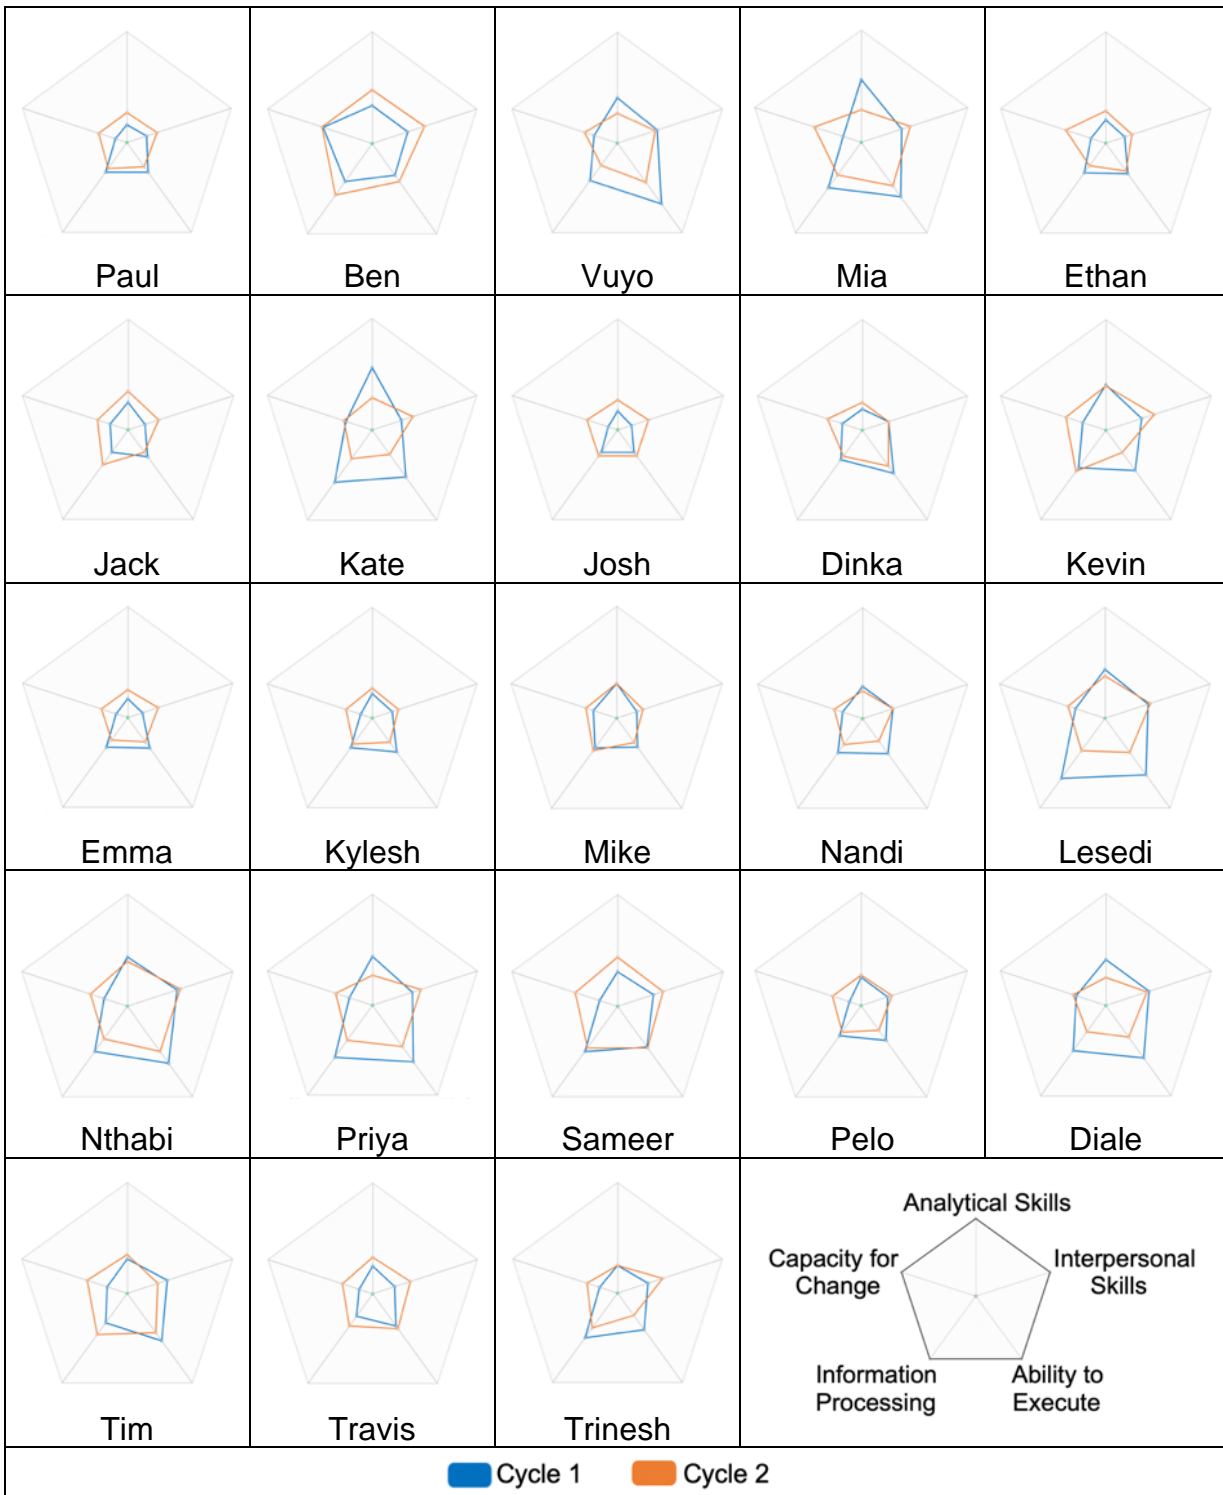 Paul
Ben
Vuyo
Mia
Ethan
Jack
Kate
Josh
Dinka
Kevin
Emma
Kylesh
Mike
Nandi
Lesedi
Nthabi
Priya
Sameer
Pelo
Diale
Tim
Travis
Trinesh
Analytical Skills
Capacity for
Change
Interpersonal
Skills
Information
Processing
Ability to
Execute
Cycle 1
Cycle 2